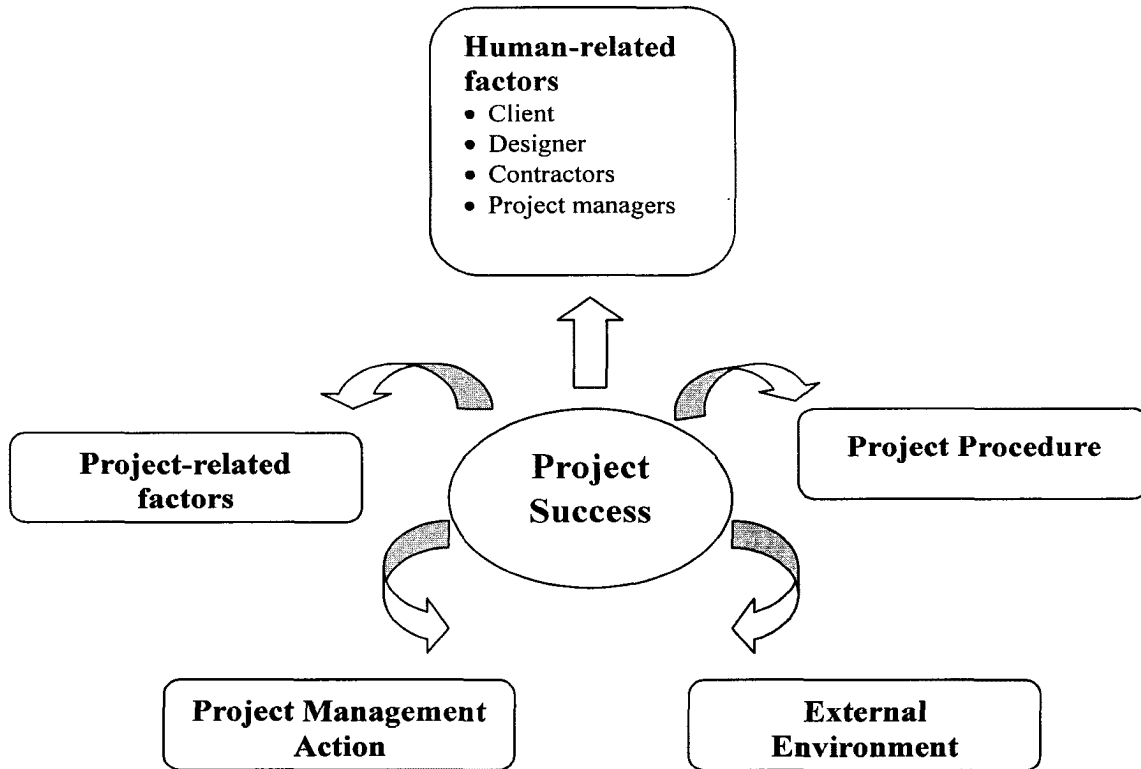 Human-related
factors
• Client
• Designer
• Contractors
• Project managers
Project-related
factors
Project
Success
Project Procedure
Project Management
Action
External
Environment